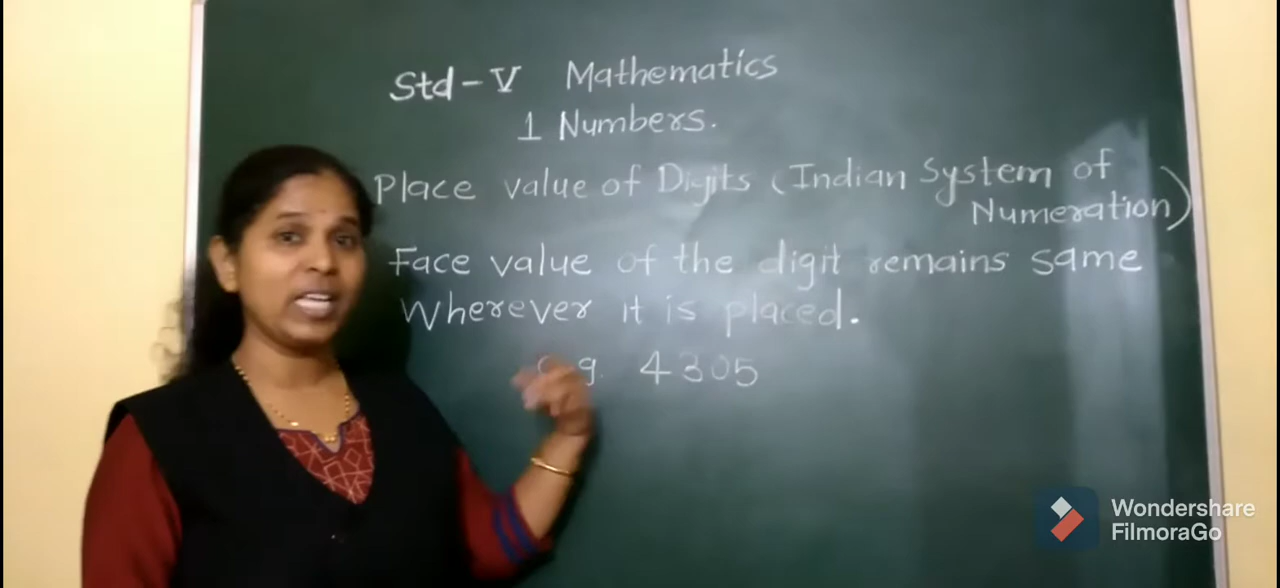 Std - V Mathematics
1 Numbers.
Place value of Digits (Indian System of
Numeration)
Face value of the digit remains same
Wherever it is placed.
e.g. 4305
Wondershare
FilmoraGo